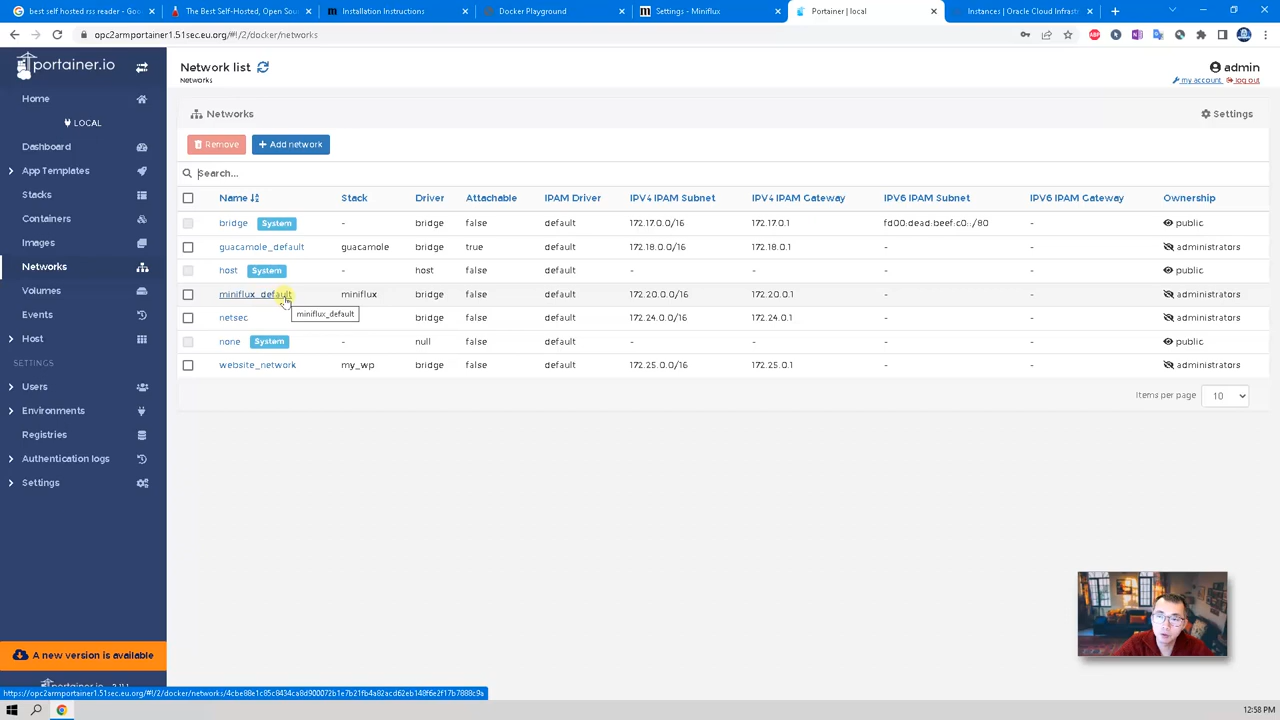 best self hosted rss reader - Goo
The Best Self-Hosted, Open Sou
Installation Instructions
Docker Playground
Settings - Miniflux
Portainer | local
Instances | Oracle Cloud Infrast
opc2armportainer1.51sec.eu.org/#!/2/docker/networks
portainer.io
Network list
Networks
admin
my account
log out
Home
LOCAL
Dashboard
App Templates
Stacks
Containers
Images
Networks
Volumes
Events
Host
SETTINGS
Users
Environments
Registries
Authentication logs
Settings
A new version is available
Networks
Settings
Remove
+ Add network
Search...
Name Stack Driver Attachable IPAM Driver IPV4 IPAM Subnet IPV4 IPAM Gateway IPV6 IPAM Subnet IPV6 IPAM Gateway Ownership
bridge System - bridge false default 172.17.0.0/16 172.17.0.1 fd00:dead:beef:c0::/80 - public
guacamole_default guacamole bridge true default 172.18.0.0/16 172.18.0.1 - - administrators
host System - host false default - - - - public
miniflux_default miniflux bridge false default 172.20.0.0/16 172.20.0.1 - - administrators
miniflux_default
netsec bridge false default 172.24.0.0/16 172.24.0.1 - - administrators
none System - null false default - - - - public
website_network my_wp bridge false default 172.25.0.0/16 172.25.0.1 - - administrators
Items per page 10
https://opc2armportainer1.51sec.eu.org/#!/2/docker/networks/4cbe88e1c85c8434ca8d900072b1e7b21fb4a82acd62eb148f6e2f17b7888c9a
12:58 PM